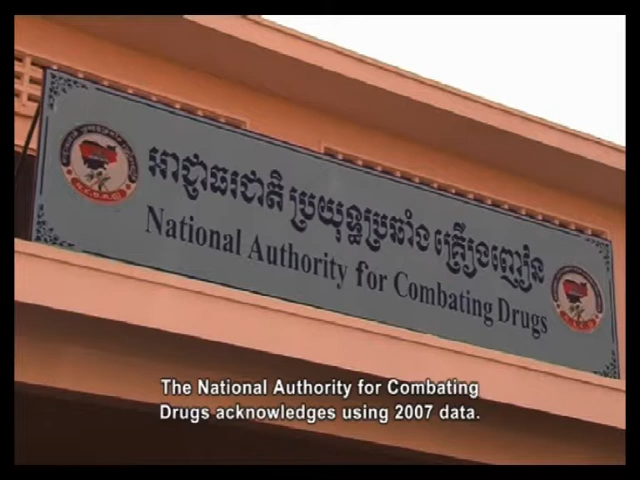 អាជ្ញាធរជាតិ ប្រយុទ្ធប្រឆាំង គ្រឿងញៀន
National Authority for Combating Drugs
The National Authority for Combating
Drugs acknowledges using 2007 data.